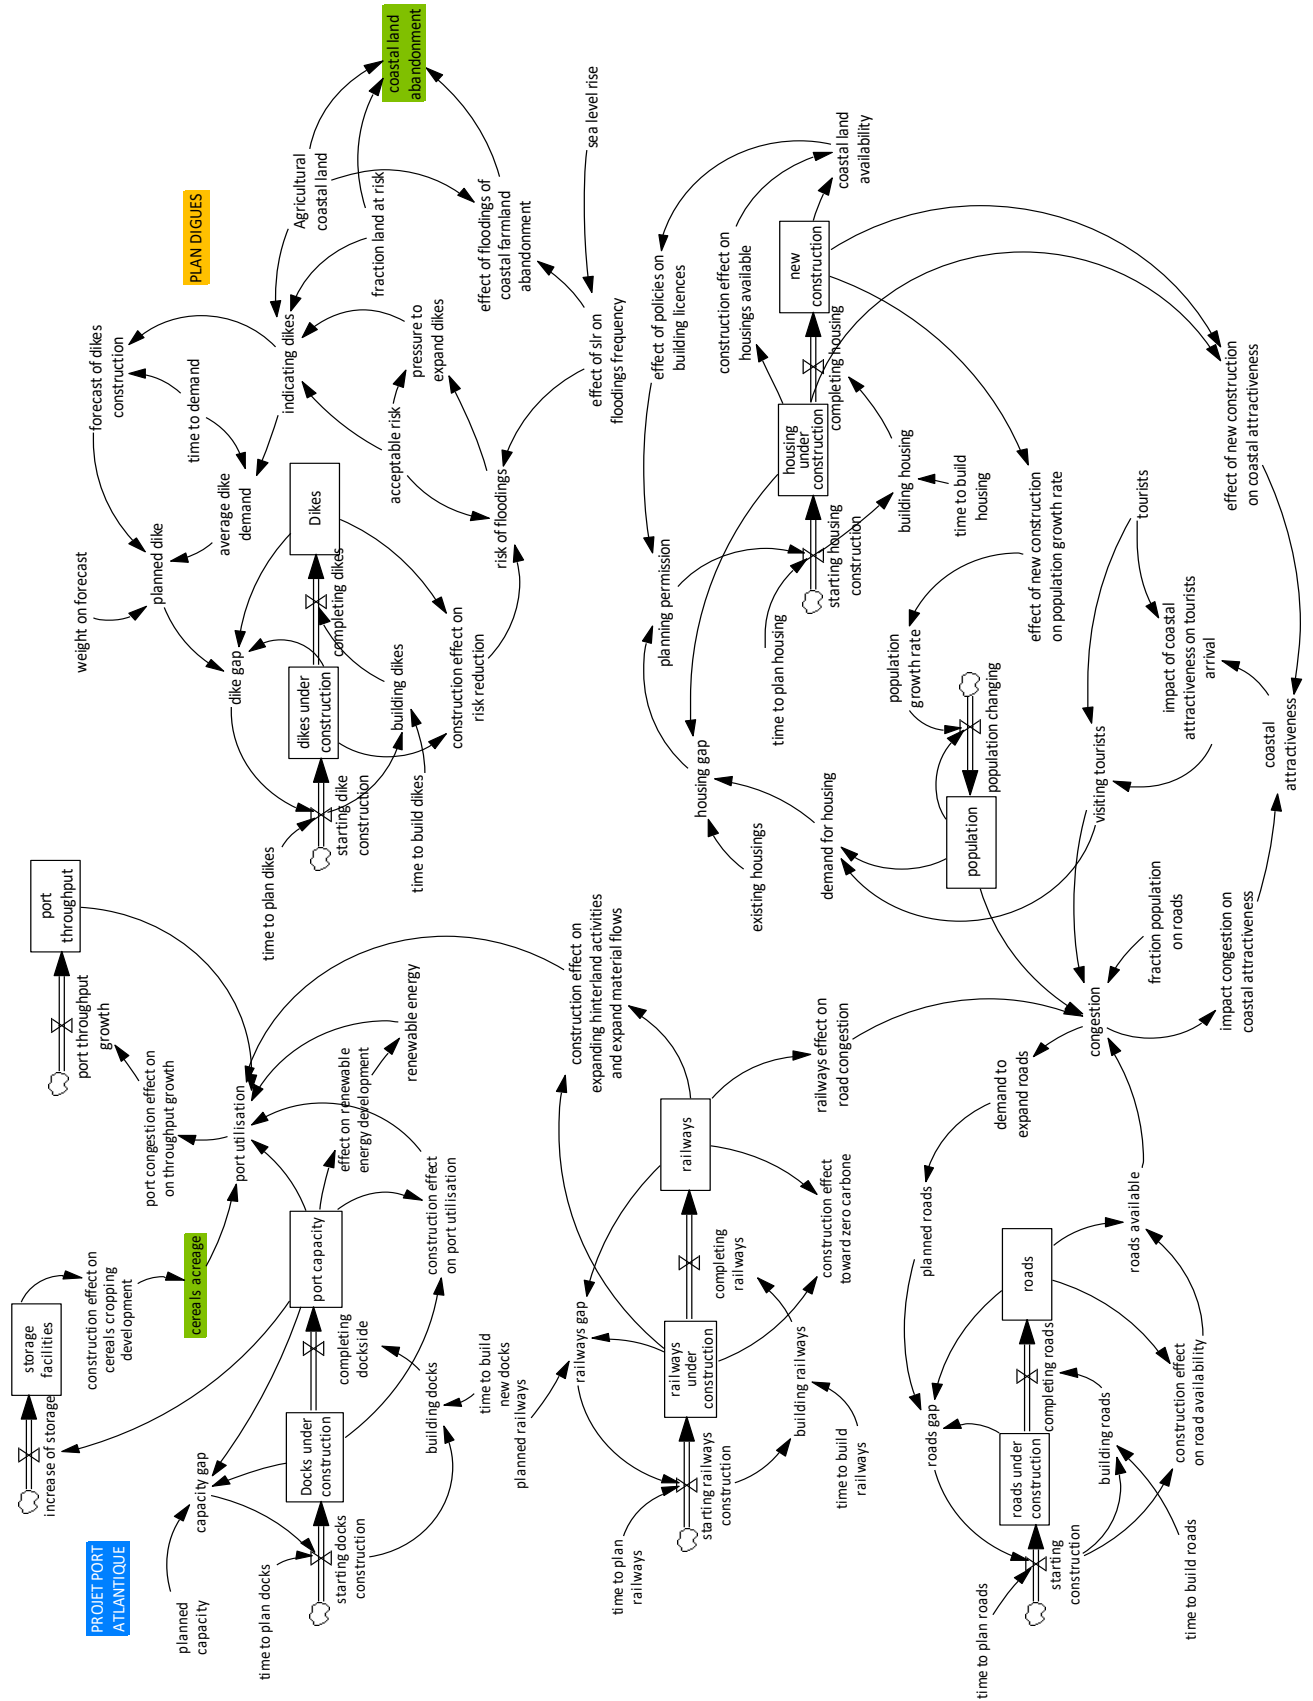 PROJET PORT
ATLANTIQUE
planned
capacity
time to plan docks
capacity gap
starting docks
construction
Docks under
construction
completing
dockside
building docks
time to build
new docks
port capacity
construction effect
on port utilisation
effect on renewable
energy development
renewable energy
increase of storage
storage
facilities
construction effect on
cereals cropping
development
cereals acreage
port utilisation
port congestion effect
on throughput growth
port throughput
growth
port
throughput
planned railways
time to plan
railways
railways gap
starting railways
construction
railways
under
construction
completing
railways
building railways
time to build
railways
railways
construction effect
toward zero carbone
construction effect on
expanding hinterland activities
and expand material flows
railways effect on
road congestion
time to plan roads
starting
construction
roads under
construction
completing roads
building roads
time to build roads
roads gap
roads
construction effect
on road availability
roads available
planned roads
demand to
expand roads
congestion
fraction population
on roads
impact congestion on
coastal attractiveness
PLAN DIGUES
weight on forecast
planned dike
forecast of dikes
construction
time to demand
average dike
demand
indicating dikes
dike gap
time to plan dikes
starting dike
construction
dikes under
construction
completing dikes
Dikes
building dikes
time to build dikes
construction effect on
risk reduction
risk of floodings
acceptable risk
pressure to
expand dikes
fraction land at risk
Agricultural
coastal land
coastal land
abandonment
effect of floodings of
coastal farmland
abandonment
effect of slr on
floodings frequency
sea level rise
existing housings
housing gap
demand for housing
planning permission
time to plan housing
starting housing
construction
housing
under
construction
completing housing
building housing
time to build
housing
new
construction
construction effect on
housings available
effect of policies on
building licences
coastal land
availability
population
population changing
population
growth rate
effect of new construction
on population growth rate
visiting tourists
tourists
impact of coastal
attractiveness on tourists
arrival
coastal
attractiveness
effect of new construction
on coastal attractiveness